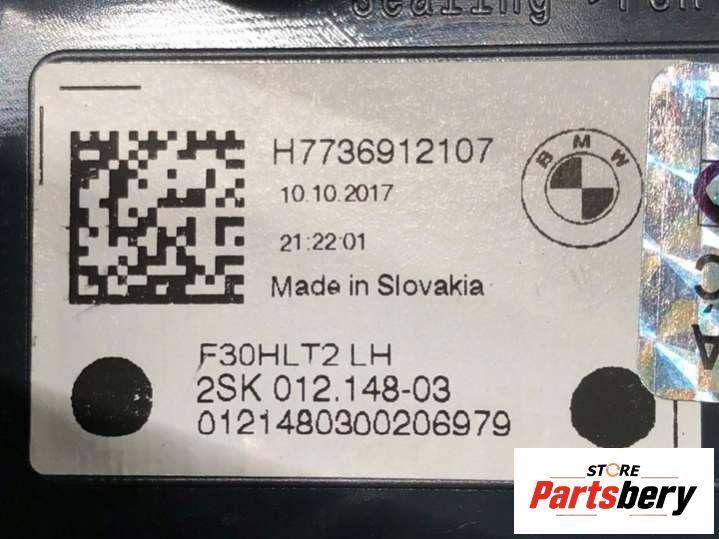 sealing
H7736912107
BMW
10.10.2017
21:22:01
Made in Slovakia
F30HLT2 LH
2SK 012.148-03
0121480300206979
STORE
Partsbery